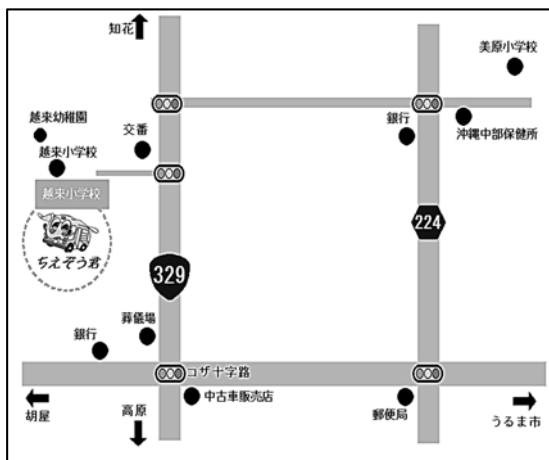 知花
美原小学校
越来幼稚園
交番
銀行
沖縄中部保健所
越来小学校
越来小学校
224
ちえぞう君
329
葬儀場
銀行
コザ十字路
中古車販売店
郵便局
胡屋
高原
うるま市